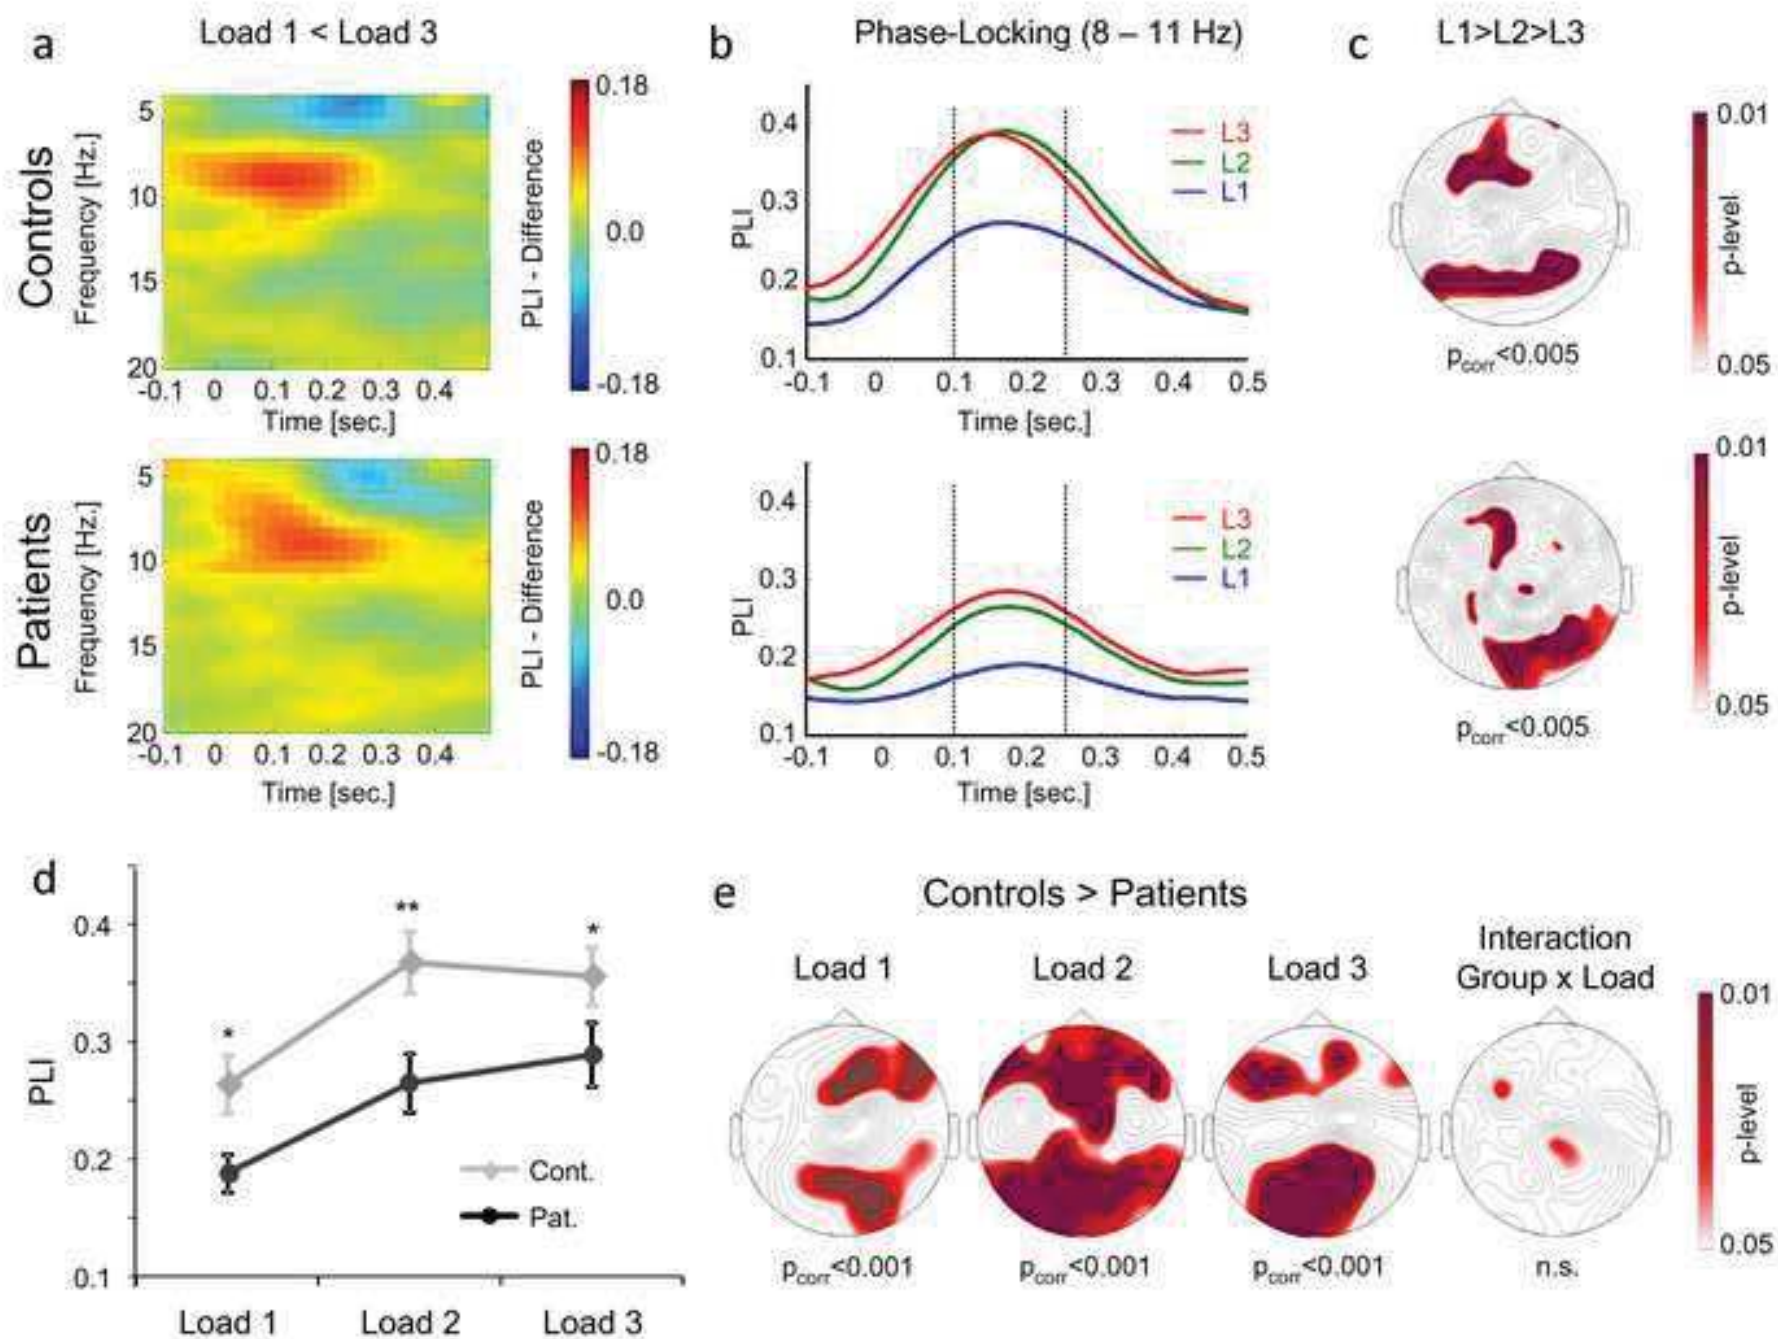 a
Load 1 < Load 3
Controls
Frequency [Hz.]
5
10
15
20
-0.1 0 0.1 0.2 0.3 0.4
Time [sec.]
PLI - Difference
0.18
0.0
-0.18
Patients
Frequency [Hz.]
5
10
15
20
-0.1 0 0.1 0.2 0.3 0.4
Time [sec.]
PLI - Difference
0.18
0.0
-0.18
b
Phase-Locking (8 – 11 Hz)
PLI
0.4
0.3
0.2
0.1
L3
L2
L1
-0.1 0 0.1 0.2 0.3 0.4 0.5
Time [sec.]
PLI
0.4
0.3
0.2
0.1
L3
L2
L1
-0.1 0 0.1 0.2 0.3 0.4 0.5
Time [sec.]
c
L1>L2>L3
pcorr<0.005
0.01
p-level
0.05
pcorr<0.005
0.01
p-level
0.05
d
PLI
0.4
0.3
0.2
0.1
*
**
*
Cont.
Pat.
Load 1 Load 2 Load 3
e
Controls > Patients
Load 1 Load 2 Load 3
Interaction
Group x Load
pcorr<0.001 pcorr<0.001 pcorr<0.001 n.s.
0.01
p-level
0.05